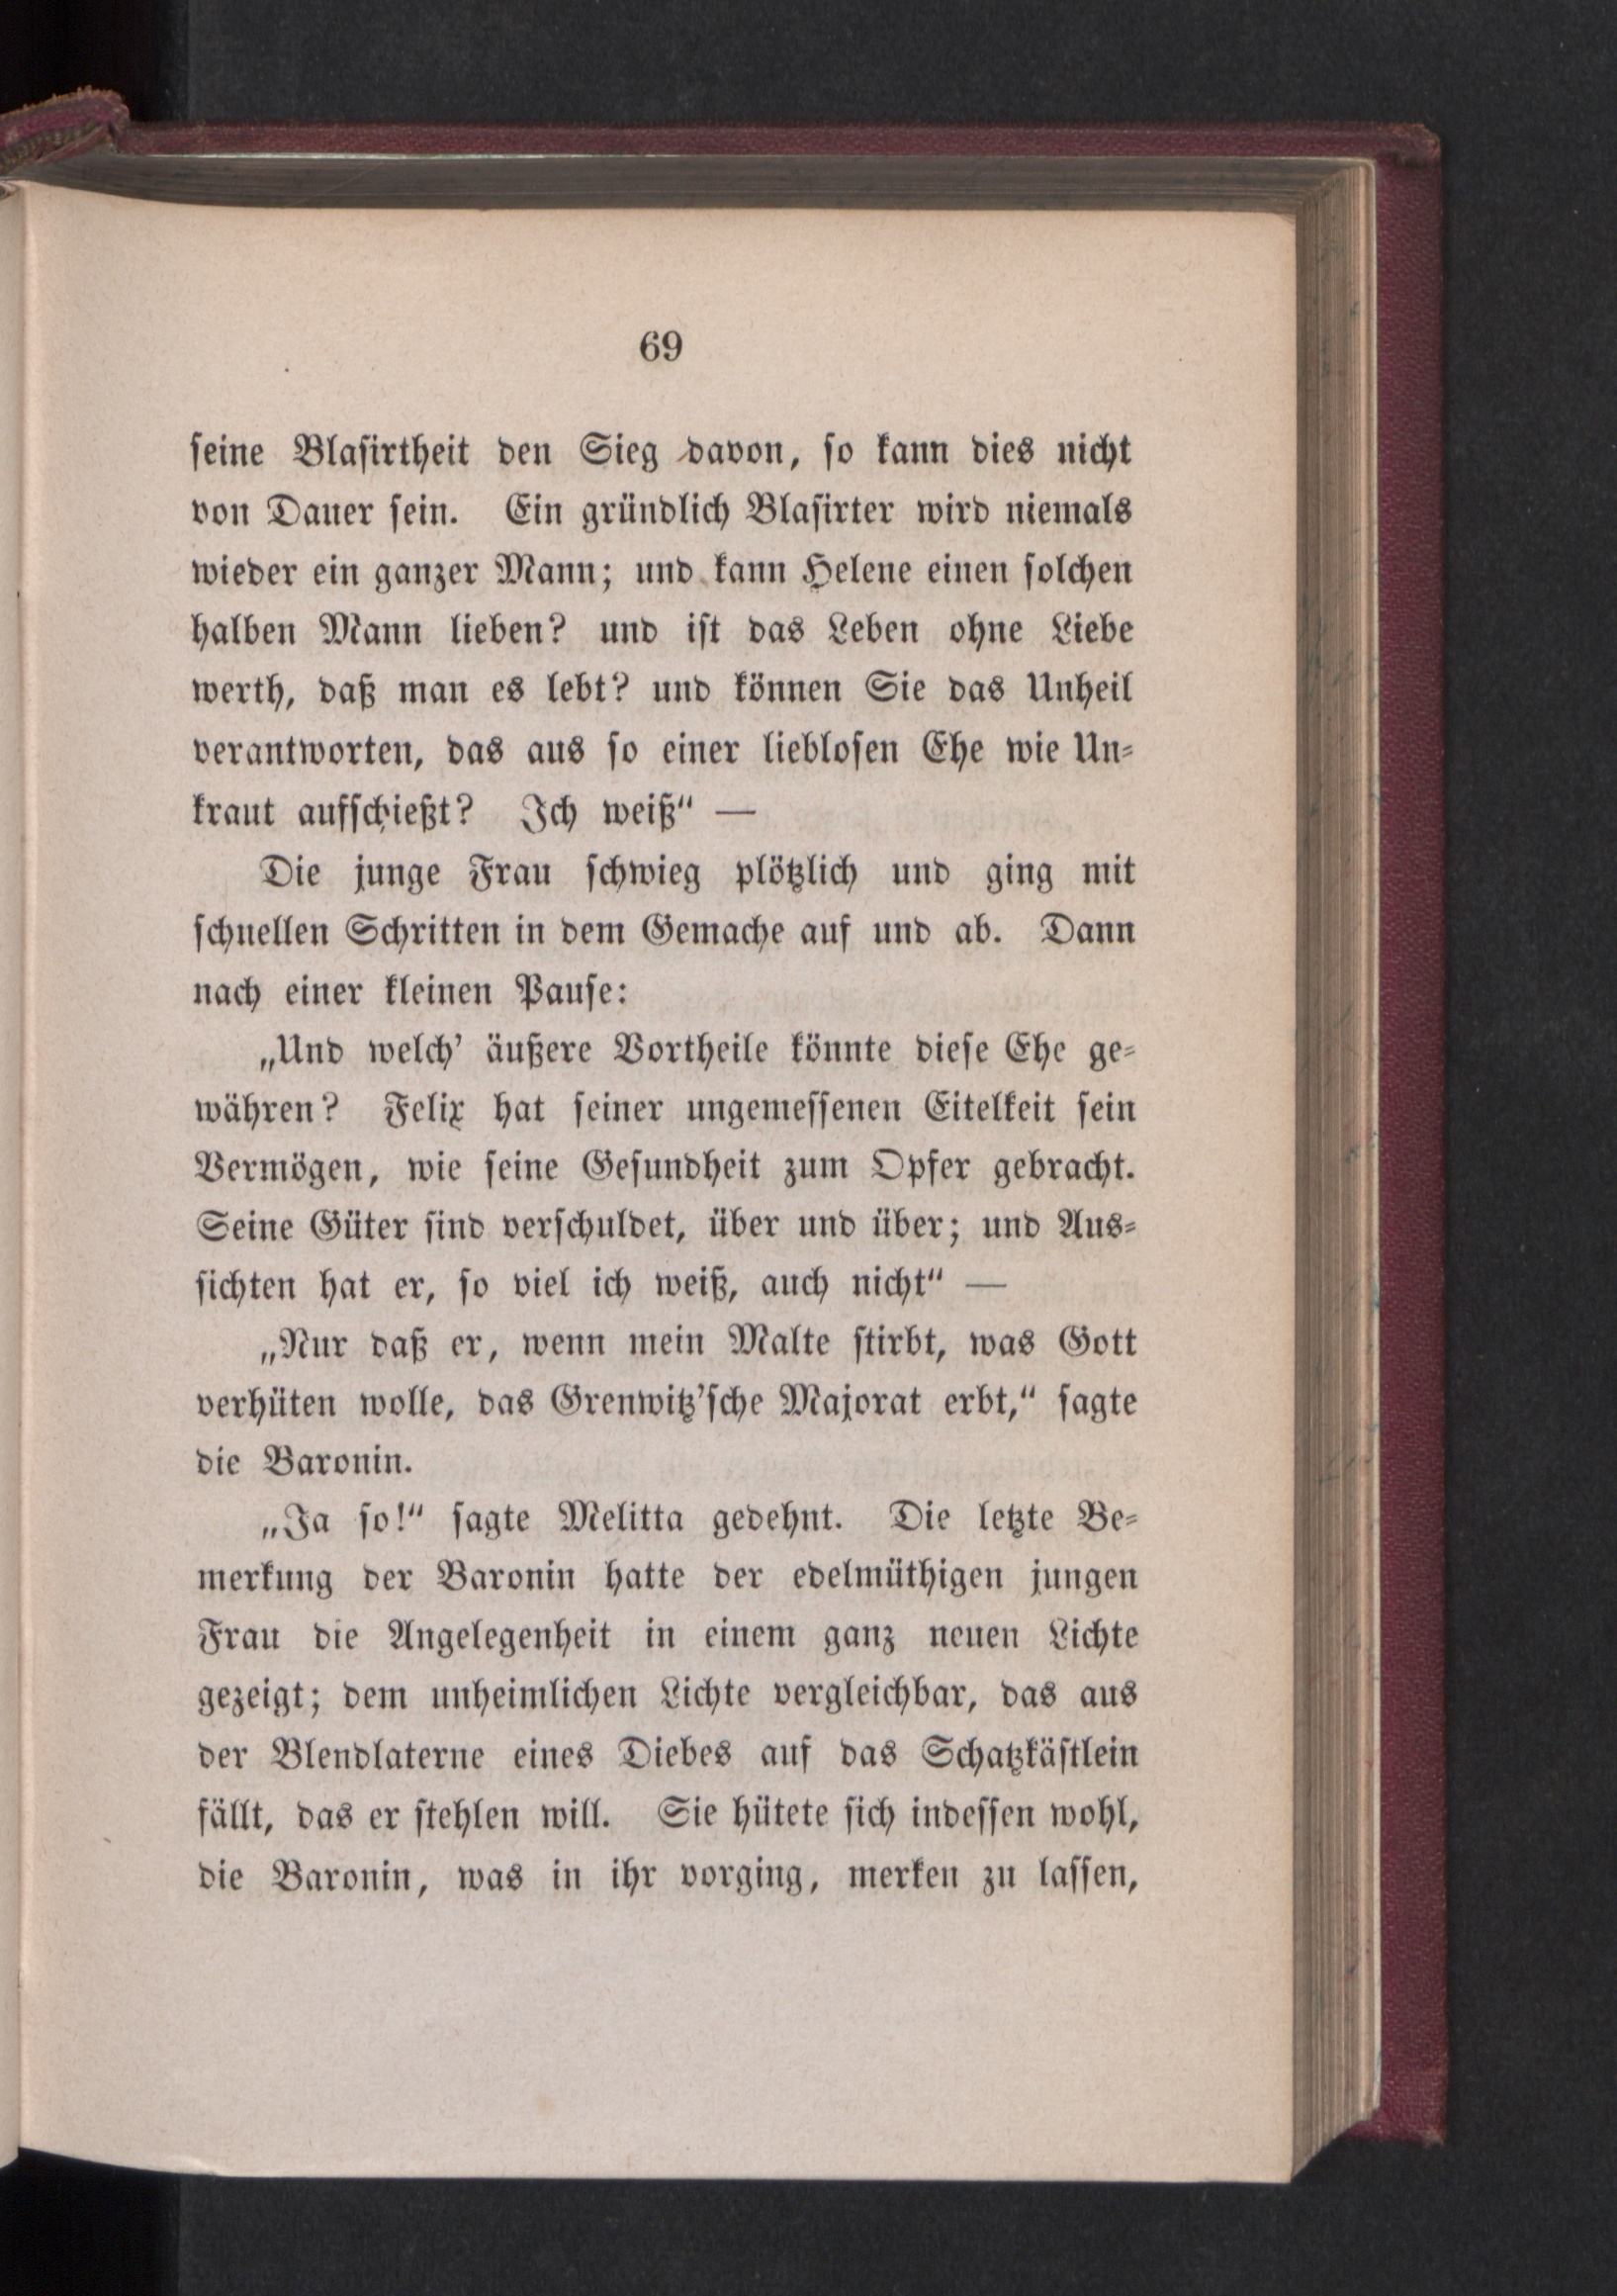 69
seine Blasirtheit den Sieg davon, so kann dies nicht
von Dauer sein. Ein gründlich Blasirter wird niemals
wieder ein ganzer Mann; und kann Helene einen solchen
halben Mann lieben? und ist das Leben ohne Liebe
werth, daß man es lebt? und können Sie das Unheil
verantworten, das aus so einer lieblosen Ehe wie Un-
kraut aufschießt? Ich weiß“ —
Die junge Frau schwieg plötzlich und ging mit
schnellen Schritten in dem Gemache auf und ab. Dann
nach einer kleinen Pause:
„Und welch’ äußere Vortheile könnte diese Ehe ge-
währen? Felix hat seiner ungemessenen Eitelkeit sein
Vermögen, wie seine Gesundheit zum Opfer gebracht.
Seine Güter sind verschuldet, über und über; und Aus-
sichten hat er, so viel ich weiß, auch nicht“ —
„Nur daß er, wenn mein Malte stirbt, was Gott
verhüten wolle, das Grenwitz’sche Majorat erbt,“ sagte
die Baronin.
„Ja so!“ sagte Melitta gedehnt. Die letzte Be-
merkung der Baronin hatte der edelmüthigen jungen
Frau die Angelegenheit in einem ganz neuen Lichte
gezeigt; dem unheimlichen Lichte vergleichbar, das aus
der Blendlaterne eines Diebes auf das Schatzkästlein
fällt, das er stehlen will. Sie hütete sich indessen wohl,
die Baronin, was in ihr vorging, merken zu lassen,